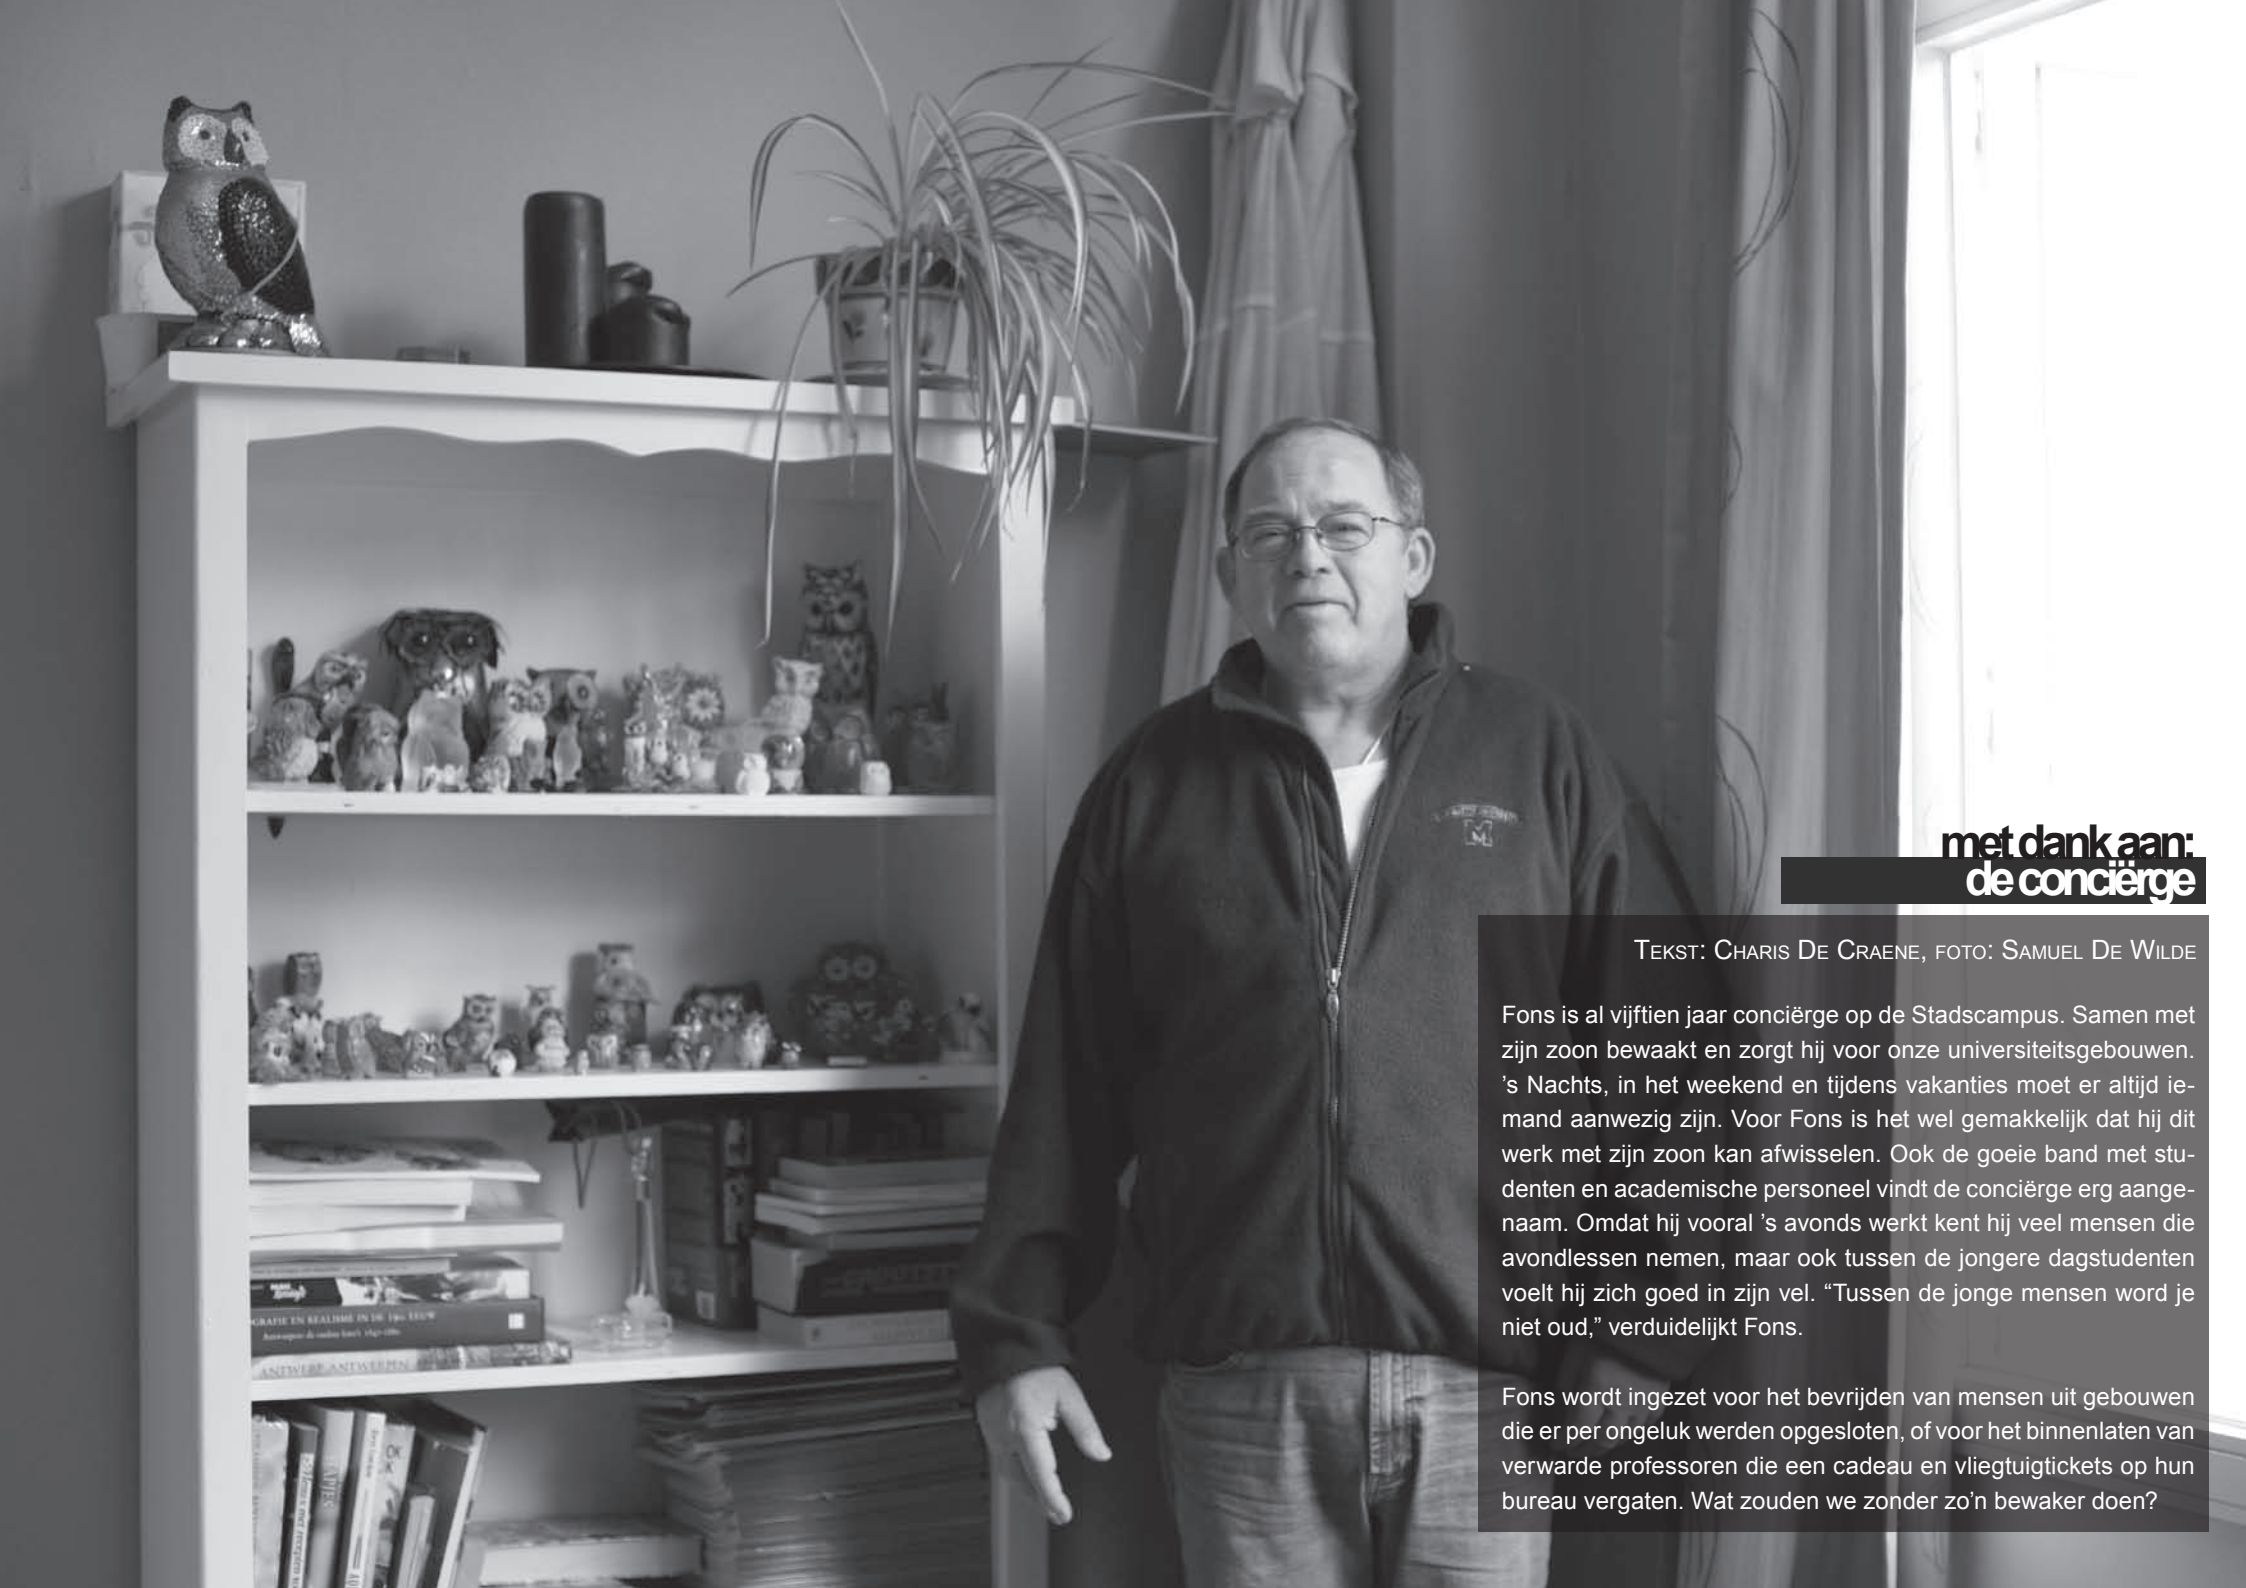 met dank aan:
de conciërge
Tekst: Charis De Craene, foto: Samuel De Wilde
Fons is al vijftien jaar conciërge op de Stadscampus. Samen met
zijn zoon bewaakt en zorgt hij voor onze universiteitsgebouwen.
’s Nachts, in het weekend en tijdens vakanties moet er altijd ie-
mand aanwezig zijn. Voor Fons is het wel gemakkelijk dat hij dit
werk met zijn zoon kan afwisselen. Ook de goeie band met stu-
denten en academische personeel vindt de conciërge erg aange-
naam. Omdat hij vooral ’s avonds werkt kent hij veel mensen die
avondlessen nemen, maar ook tussen de jongere dagstudenten
voelt hij zich goed in zijn vel. “Tussen de jonge mensen word je
niet oud,” verduidelijkt Fons.
Fons wordt ingezet voor het bevrijden van mensen uit gebouwen
die er per ongeluk werden opgesloten, of voor het binnenlaten van
verwarde professoren die een cadeau en vliegtuigtickets op hun
bureau vergaten. Wat zouden we zonder zo’n bewaker doen?
M
EN REALISME IN DE 19e EEUW
ANTWERPEN